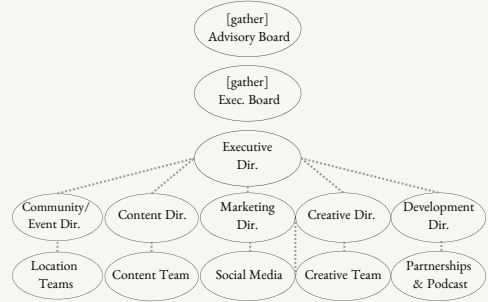 [gather]
Advisory Board
[gather]
Exec. Board
Executive
Dir.
Community/
Event Dir.
Content Dir.
Marketing
Dir.
Creative Dir.
Development
Dir.
Location
Teams
Content Team
Social Media
Creative Team
Partnerships
& Podcast